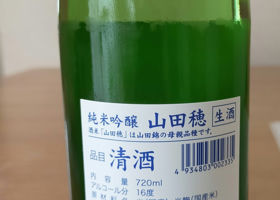 純米吟醸 山田穂 生酒
酒米「山田穂」は山田錦の母親品種です。
品目 清酒
4 934803 000335
内容量 720ml
アルコール分 16度